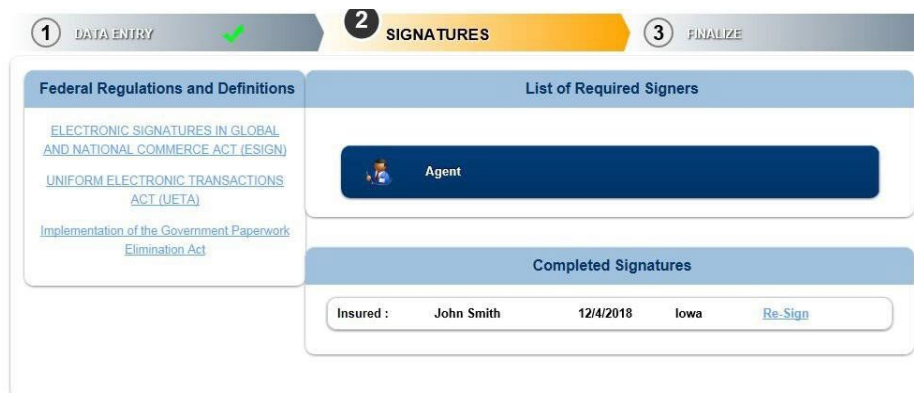 1 DATA ENTRY
2 SIGNATURES
3 FINALIZE
Federal Regulations and Definitions
ELECTRONIC SIGNATURES IN GLOBAL
AND NATIONAL COMMERCE ACT (ESIGN)
UNIFORM ELECTRONIC TRANSACTIONS
ACT (UETA)
Implementation of the Government Paperwork
Elimination Act
List of Required Signers
Agent
Completed Signatures
Insured : John Smith 12/4/2018 Iowa Re-Sign